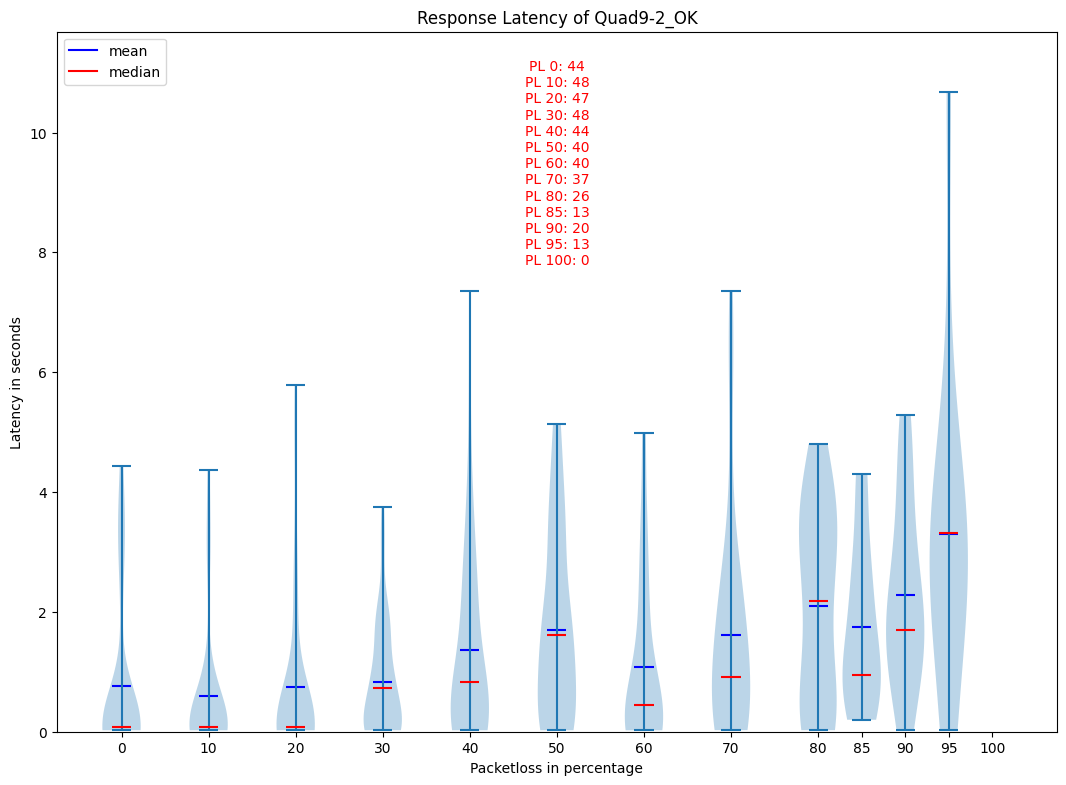 Response Latency of Quad9-2_OK
mean
median
PL 0: 44
PL 10: 48
PL 20: 47
PL 30: 48
PL 40: 44
PL 50: 40
PL 60: 40
PL 70: 37
PL 80: 26
PL 85: 13
PL 90: 20
PL 95: 13
PL 100: 0
Latency in seconds
10
8
6
4
2
0
0 10 20 30 40 50 60 70 80 85 90 95 100
Packetloss in percentage